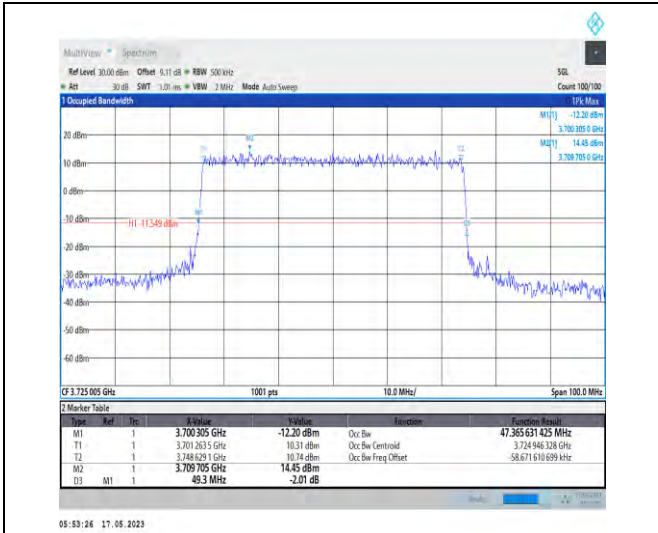 MultiView Spectrum
Ref Level 30.00 dBm Offset 9.11 dB RBW 500 kHz SGL
Att 30 dB SWT 1.01 ms VBW 2 MHz Mode Auto Sweep Count 100/100
1 Occupied Bandwidth 1Pk Max
M1[1] -12.20 dBm
3.700 305 0 GHz
M2[1] 14.45 dBm
3.709 705 0 GHz
20 dBm
10 dBm
0 dBm
-10 dBm
H1 -11.549 dBm
-20 dBm
-30 dBm
-40 dBm
-50 dBm
-60 dBm
M2
T1
T2
M1
CF 3.725 005 GHz 1001 pts 10.0 MHz/ Span 100.0 MHz
2 Marker Table
Type Ref Trc X-Value Y-Value Function Function Result
M1 1 3.700305 GHz -12.20 dBm Occ Bw 47.365 631 425 MHz
T1 1 3.701 263 5 GHz 10.31 dBm Occ Bw Centroid 3.724 946 328 GHz
T2 1 3.748 629 1 GHz 10.74 dBm Occ Bw Freq Offset -58.671 610 699 kHz
M2 1 3.709705 GHz 14.45 dBm
D3 M1 1 49.3 MHz -2.01 dB
05:53:26 17.05.2023